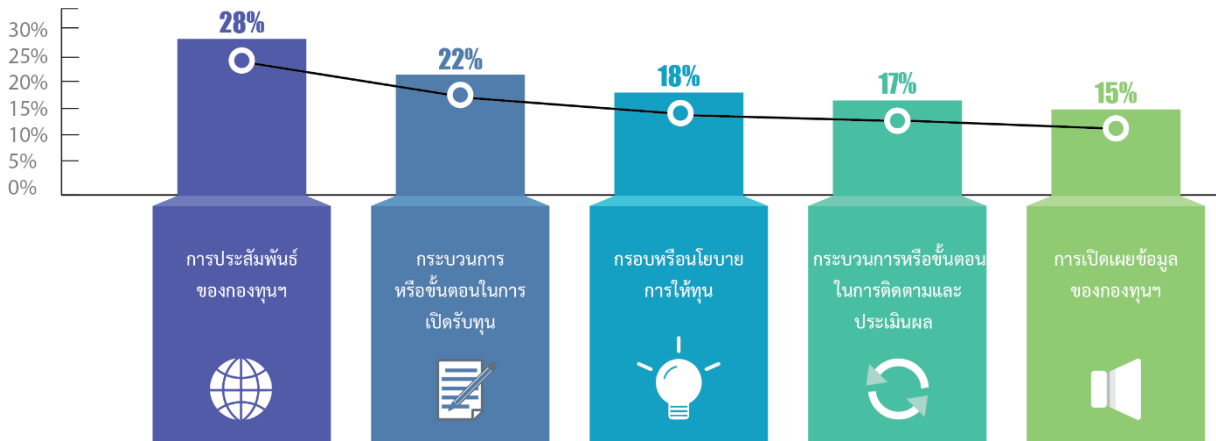 30%
25%
20%
15%
10%
5%
0%
28%
22%
18%
17%
15%
การประสัมพันธ์
ของกองทุนฯ
กระบวนการ
หรือขั้นตอนในการ
เปิดรับทุน
กรอบหรือนโยบาย
การให้ทุน
กระบวนการหรือขั้นตอน
ในการติดตามและ
ประเมินผล
การเปิดเผยข้อมูล
ของกองทุนฯ